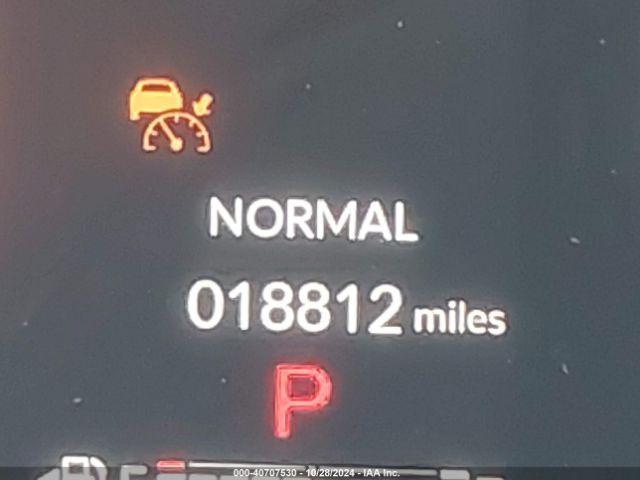 NORMAL
018812 miles
P
000-40707530 - 10/28/2024 - IAA Inc.